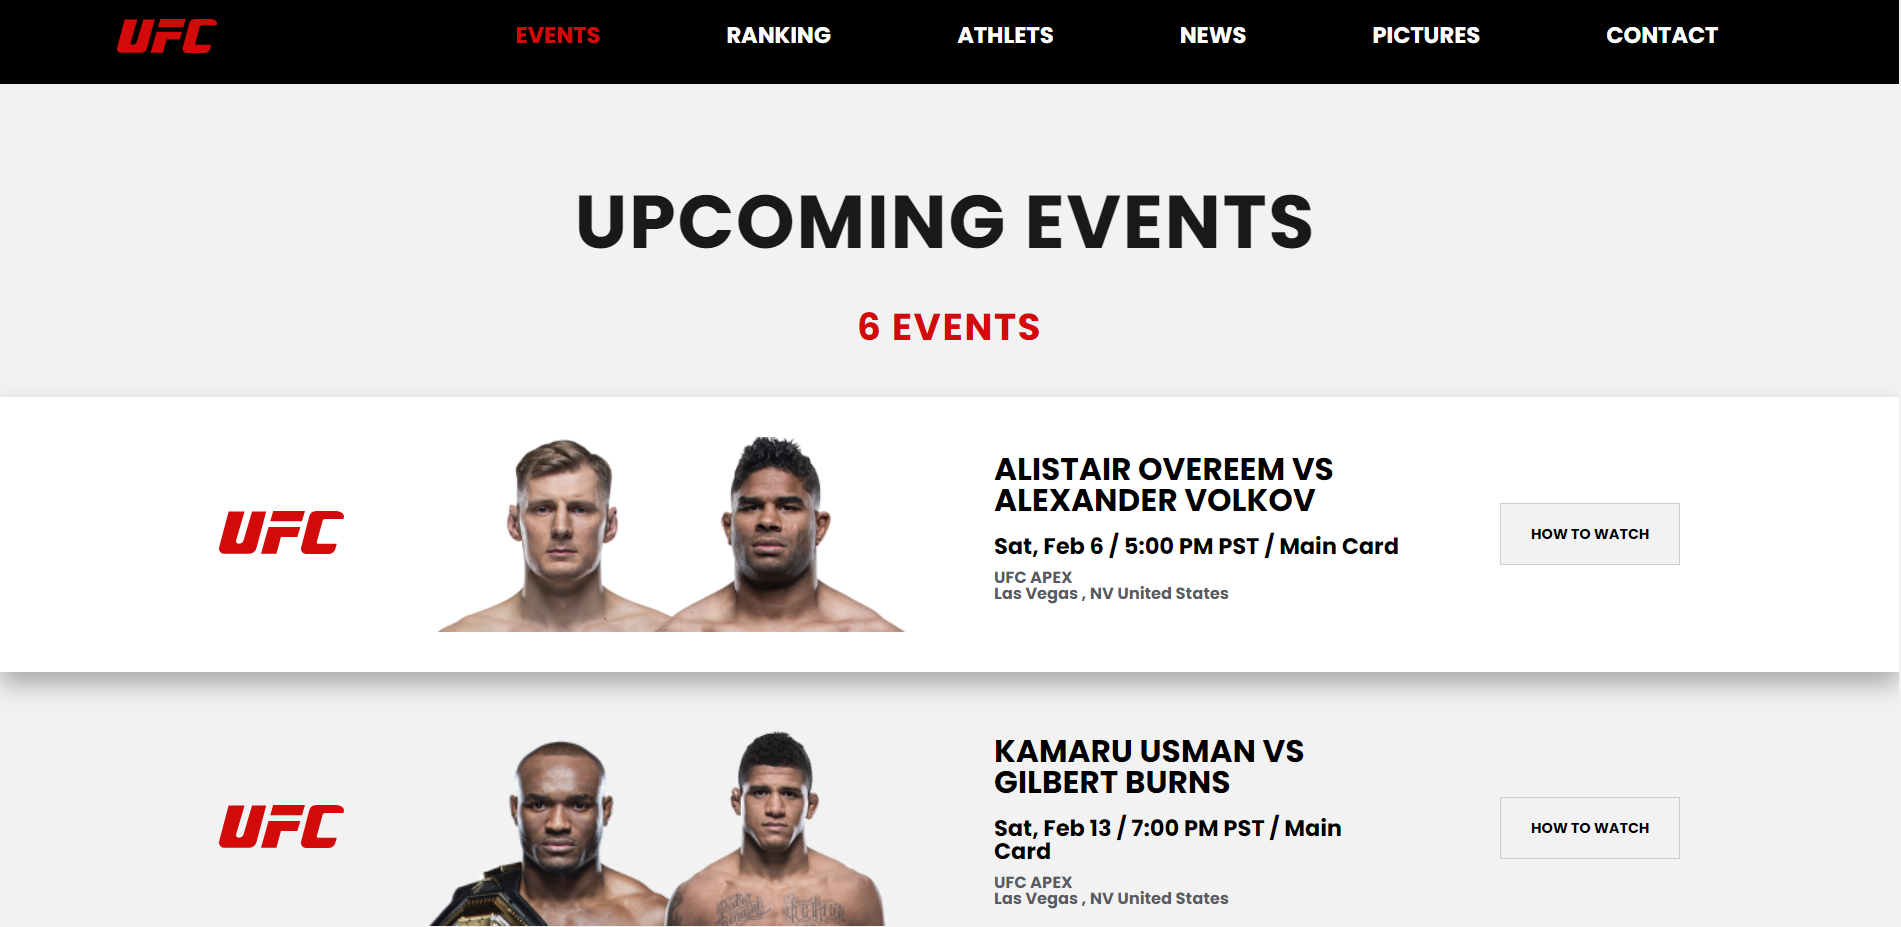 UFC
EVENTS
RANKING
ATHLETS
NEWS
PICTURES
CONTACT
UPCOMING EVENTS
6 EVENTS
UFC
ALISTAIR OVEREEM VS
ALEXANDER VOLKOV
Sat, Feb 6 / 5:00 PM PST / Main Card
UFC APEX
Las Vegas , NV United States
HOW TO WATCH
UFC
KAMARU USMAN VS
GILBERT BURNS
Sat, Feb 13 / 7:00 PM PST / Main
Card
UFC APEX
Las Vegas , NV United States
HOW TO WATCH